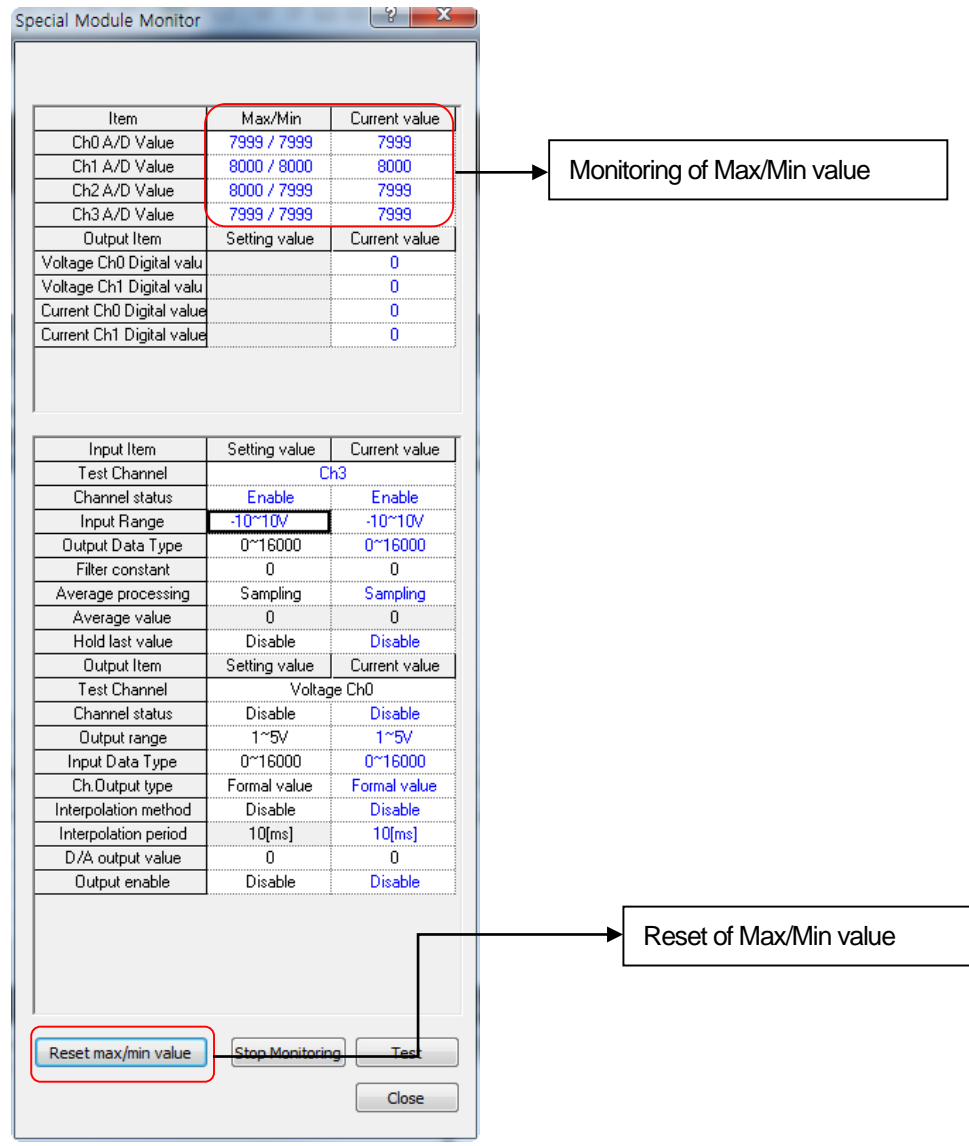 Special Module Monitor
? X
Item Max/Min Current value
Ch0 A/D Value 7999 / 7999 7999
Ch1 A/D Value 8000 / 8000 8000
Ch2 A/D Value 8000 / 7999 7999
Ch3 A/D Value 7999 / 7999 7999
Output Item Setting value Current value
Voltage Ch0 Digital valu 0
Voltage Ch1 Digital valu 0
Current Ch0 Digital value 0
Current Ch1 Digital value 0
Monitoring of Max/Min value
Input Item Setting value Current value
Test Channel Ch3
Channel status Enable Enable
Input Range -10~10V -10~10V
Output Data Type 0~16000 0~16000
Filter constant 0 0
Average processing Sampling Sampling
Average value 0 0
Hold last value Disable Disable
Output Item Setting value Current value
Test Channel Voltage Ch0
Channel status Disable Disable
Output range 1~5V 1~5V
Input Data Type 0~16000 0~16000
Ch.Output type Formal value Formal value
Interpolation method Disable Disable
Interpolation period 10[ms] 10[ms]
D/A output value 0 0
Output enable Disable Disable
Reset of Max/Min value
Reset max/min value Stop Monitoring Test
Close